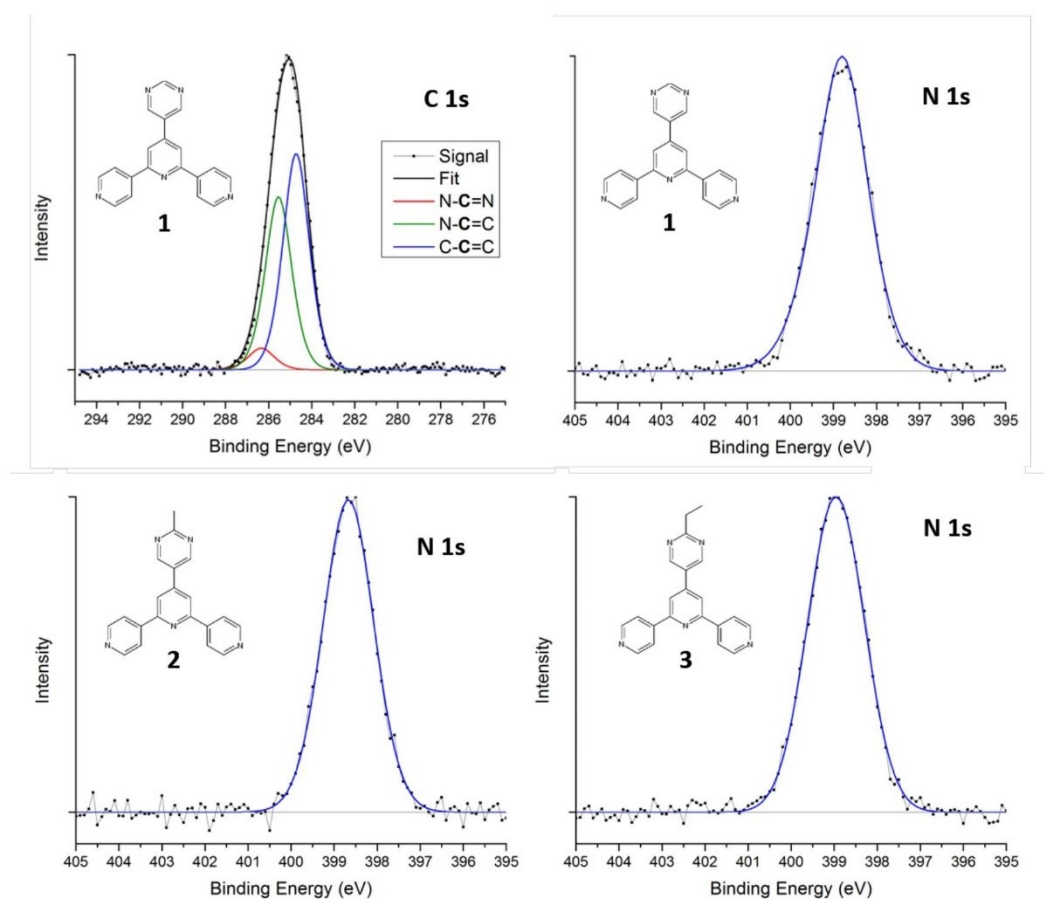 C 1s
N
N
N
N
N
1
Signal
Fit
N-C=N
N-C=C
C-C=C
Intensity
294 292 290 288 286 284 282 280 278 276
Binding Energy (eV)
N 1s
N
N
N
N
N
1
Intensity
405 404 403 402 401 400 399 398 397 396 395
Binding Energy (eV)
N 1s
N
N
N
N
N
2
Intensity
405 404 403 402 401 400 399 398 397 396 395
Binding Energy (eV)
N 1s
N
N
N
N
N
3
Intensity
405 404 403 402 401 400 399 398 397 396 395
Binding Energy (eV)